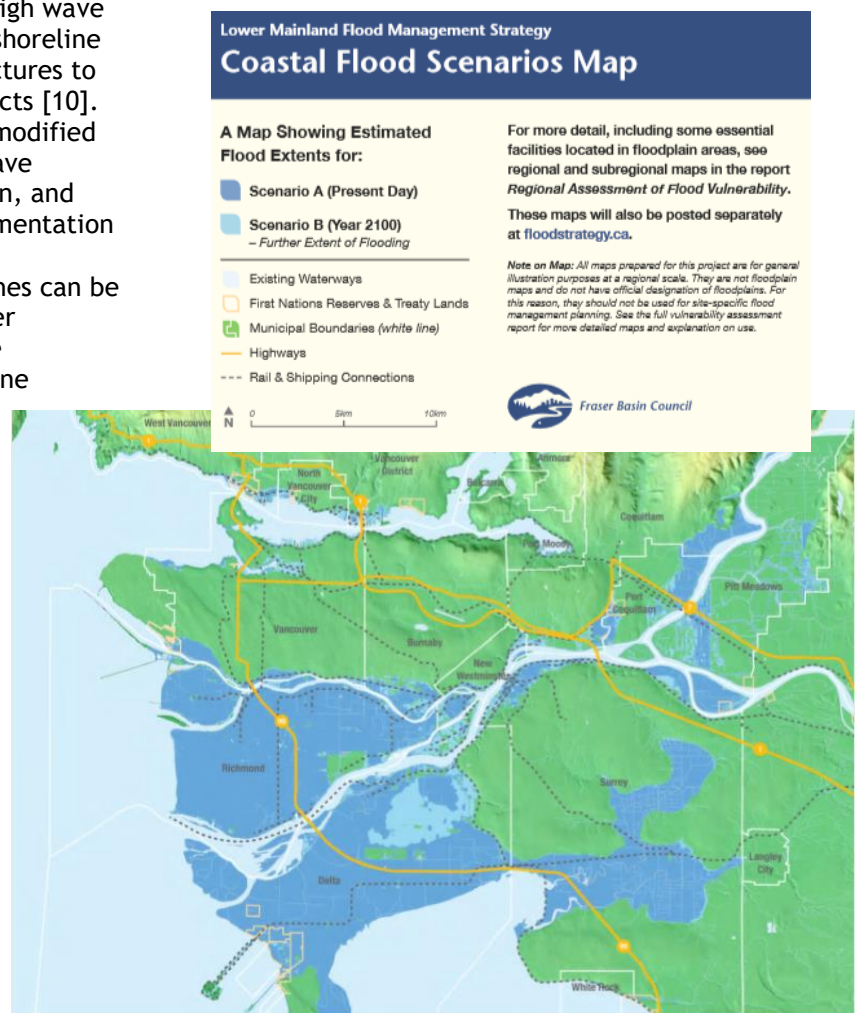 igh wave
shoreline
ctures to
cts [10].
modified
ave
n, and
mentation
nes can be
er
ne
Lower Mainland Flood Management Strategy
Coastal Flood Scenarios Map
A Map Showing Estimated
Flood Extents for:
Scenario A (Present Day)
Scenario B (Year 2100)
– Further Extent of Flooding
Existing Waterways
First Nations Reserves & Treaty Lands
Municipal Boundaries (white line)
Highways
Rail & Shipping Connections
N
0 5km 10km
For more detail, including some essential
facilities located in floodplain areas, see
regional and subregional maps in the report
Regional Assessment of Flood Vulnerability.
These maps will also be posted separately
at floodstrategy.ca.
Note on Map: All maps prepared for this project are for general
illustration purposes at a regional scale. They are not floodplain
maps and do not have official designation of floodplains. For
this reason, they should not be used for site-specific flood
management planning. See the full vulnerability assessment
report for more detailed maps and explanation on use.
Fraser Basin Council
West Vancouver
1
North
Vancouver
City
Vancouver
District
1
Belcarra
Anmore
Coquitlam
Port Moody
Port
Coquitlam
Pitt Meadows
7
Vancouver
Burnaby
New
Westminster
99
Richmond
Surrey
1
Delta
Langley
City
99
White Rock